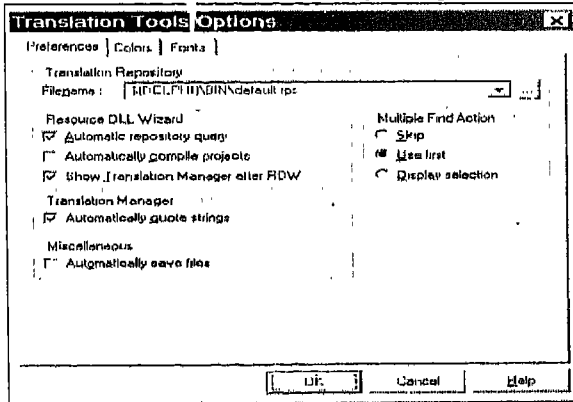 Translation Tools Options
Preferences Colors Fonts
Translation Repository
Filename : $(DELPHI)\BIN\default.rps ...
Resource DLL Wizard
Automatic repository query
Automatically compile projects
Show Translation Manager after RDW
Translation Manager
Automatically quote strings
Miscellaneous
Automatically save files
Multiple Find Action
Skip
Use first
Display selection
OK Cancel Help